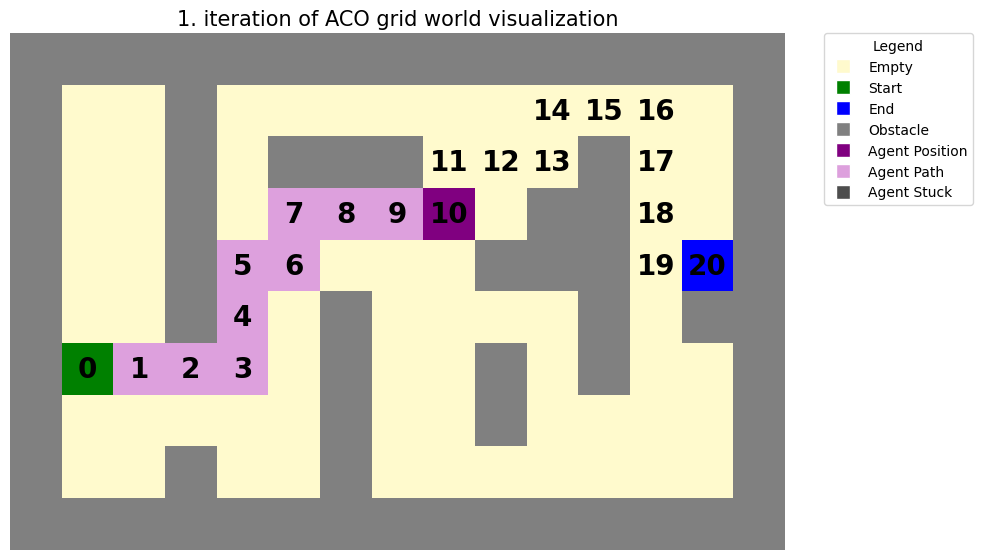 1. iteration of ACO grid world visualization
Legend
Empty
Start
End
Obstacle
Agent Position
Agent Path
Agent Stuck
14 15 16
11 12 13 17
7 8 9 10 18
5 6 19 20
4
0 1 2 3